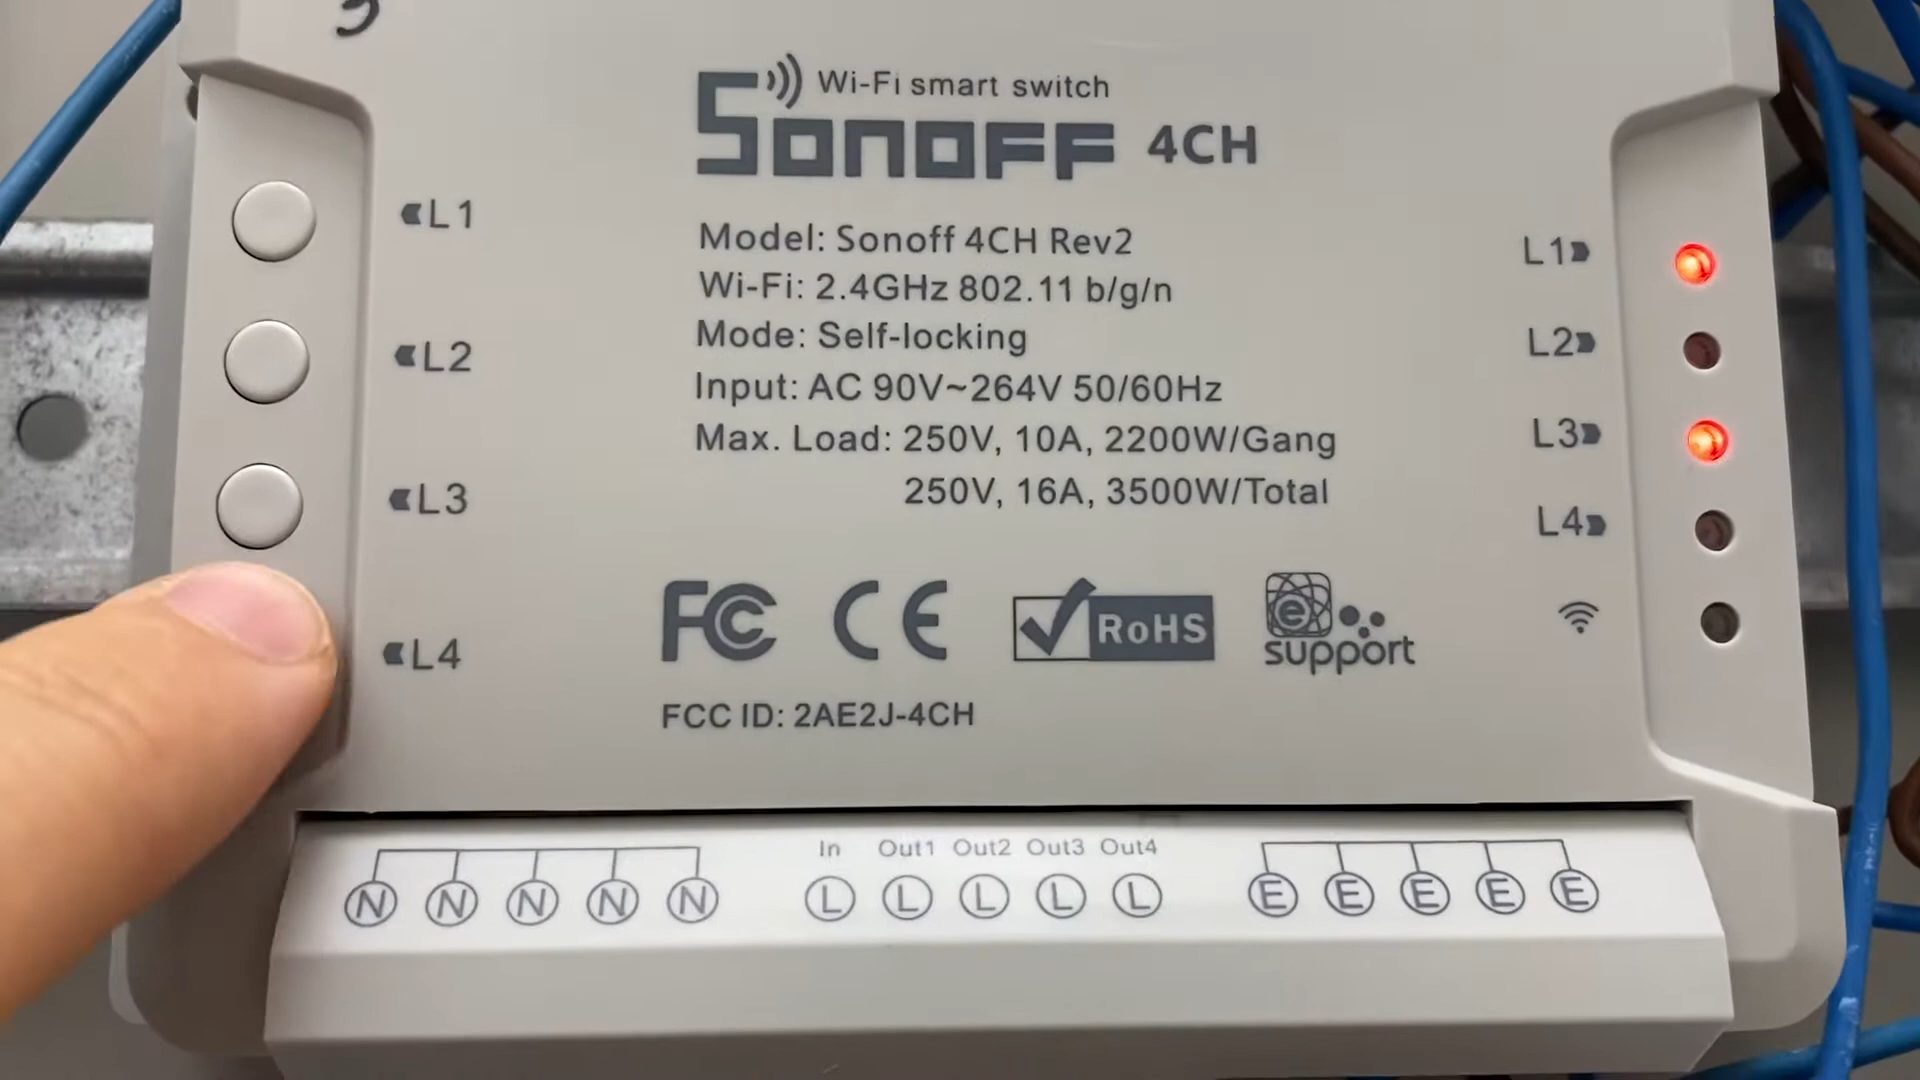 Wi-Fi smart switch
SONOFF 4CH
Model: Sonoff 4CH Rev2
Wi-Fi: 2.4GHz 802.11 b/g/n
Mode: Self-locking
Input: AC 90V~264V 50/60Hz
Max. Load: 250V, 10A, 2200W/Gang
250V, 16A, 3500W/Total
L1
L2
L3
L4
L1
L2
L3
L4
FC CE RoHS e support
FCC ID: 2AE2J-4CH
In Out1 Out2 Out3 Out4
N N N N N L L L L L E E E E E